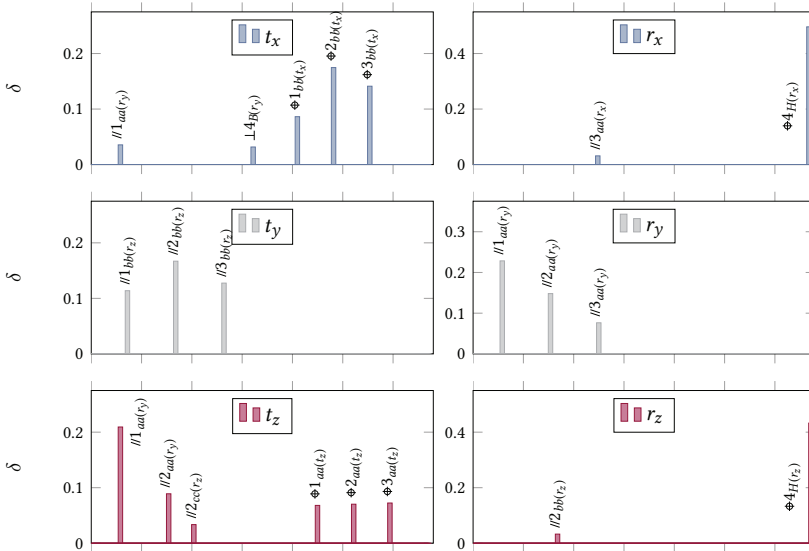 t_x
r_x
δ
0.2
0.1
0
//1_aa(r_y)
⊥4_B(r_y)
⌖1_bb(t_x)
⌖2_bb(t_x)
⌖3_bb(t_x)
0.4
0.2
0
//3_aa(r_x)
⌖4_H(r_x)
t_y
r_y
δ
0.2
0.1
0
//1_bb(r_z)
//2_bb(r_z)
//3_bb(r_z)
0.3
0.2
0.1
0
//1_aa(r_y)
//2_aa(r_y)
//3_aa(r_y)
t_z
r_z
δ
0.2
0.1
0
//1_aa(r_y)
//2_aa(r_y)
//2_cc(r_z)
⌖1_aa(t_z)
⌖2_aa(t_z)
⌖3_aa(t_z)
0.4
0.2
0
//2_bb(r_z)
⌖4_H(r_z)